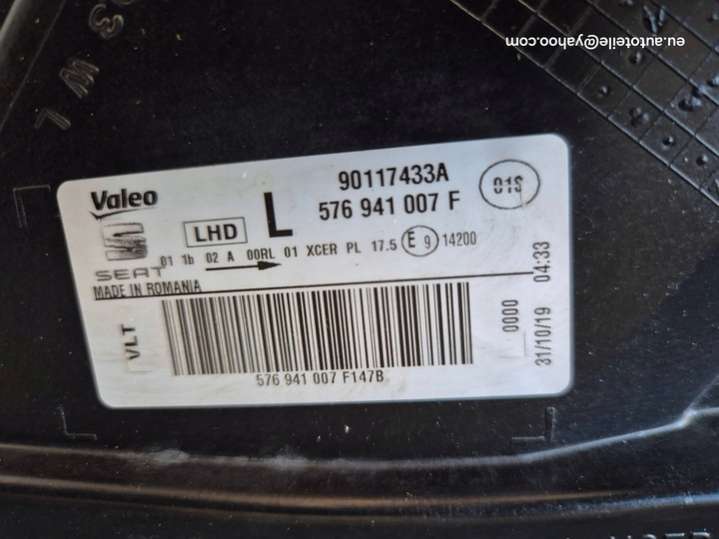 eu.autoteile@yahoo.com
Valeo
90117433A
01S
LHD L 576 941 007 F
SEAT
01 1b 02 A 00RL 01 XCER PL 17.5 E 9 14200
MADE IN ROMANIA
VLT
576 941 007 F147B
0000
31/10/19 04:33